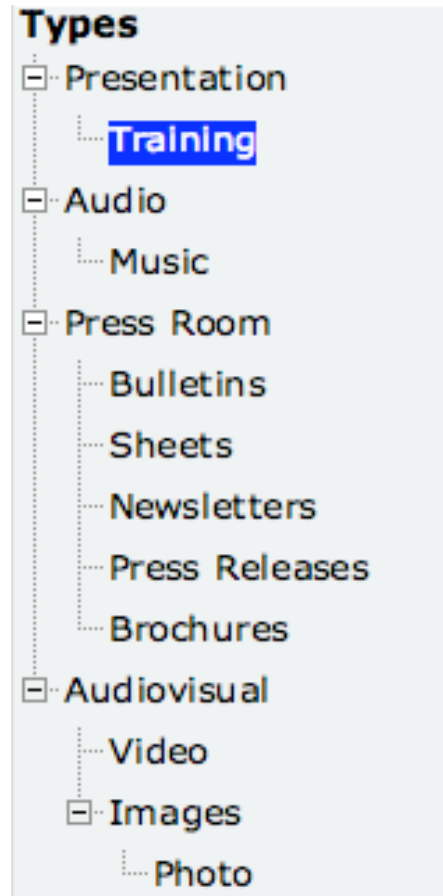 Types
Presentation
Training
Audio
Music
Press Room
Bulletins
Sheets
Newsletters
Press Releases
Brochures
Audiovisual
Video
Images
Photo